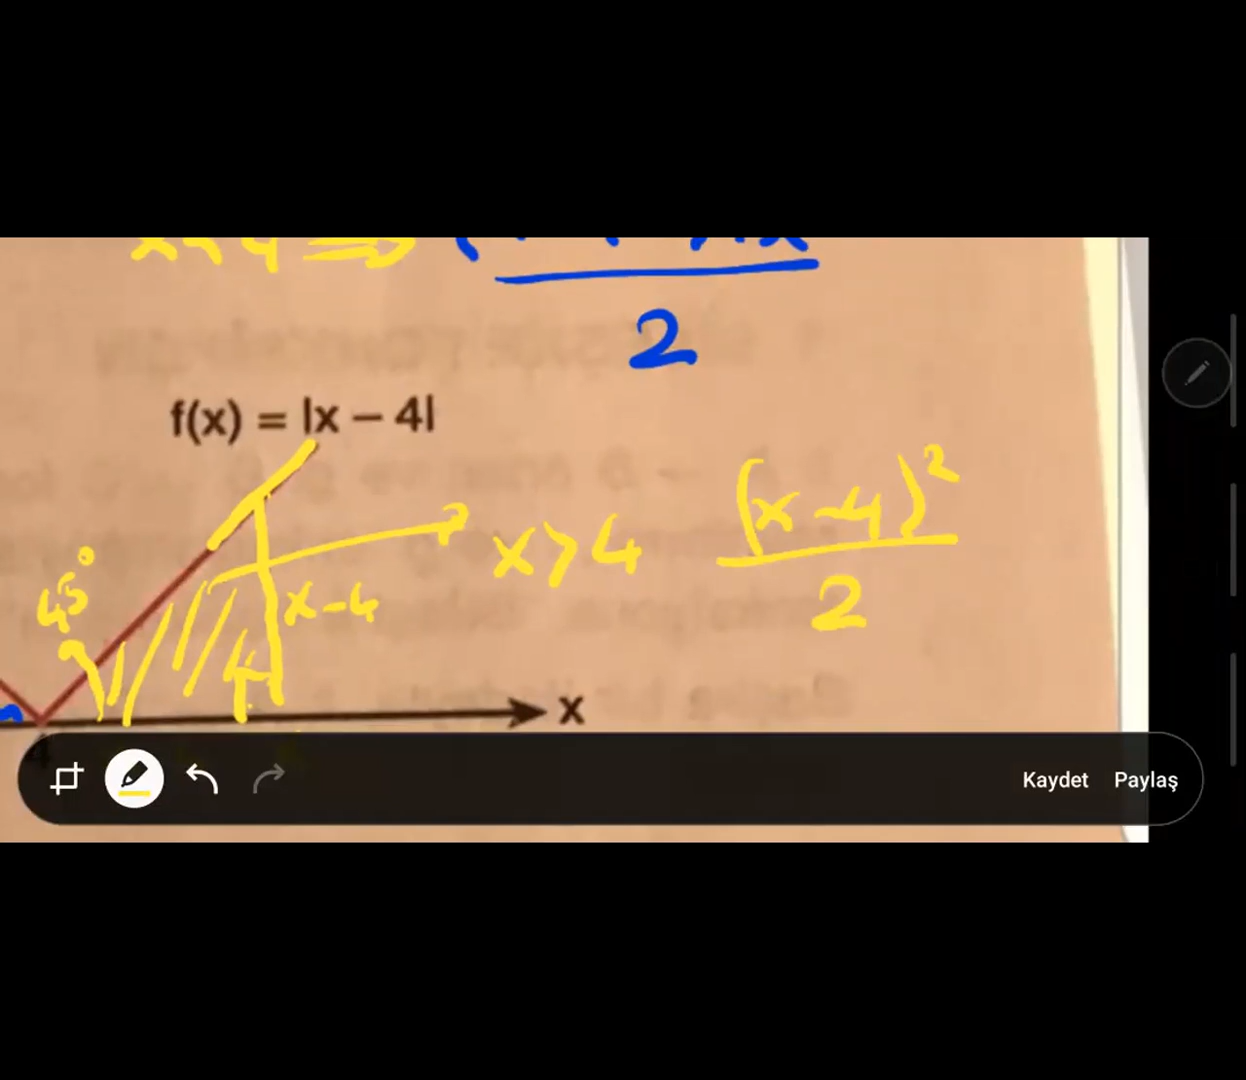 2
f(x) = |x – 4|
(x-4)²
x>4
2
45°
x-4
x
4
Kaydet Paylaş